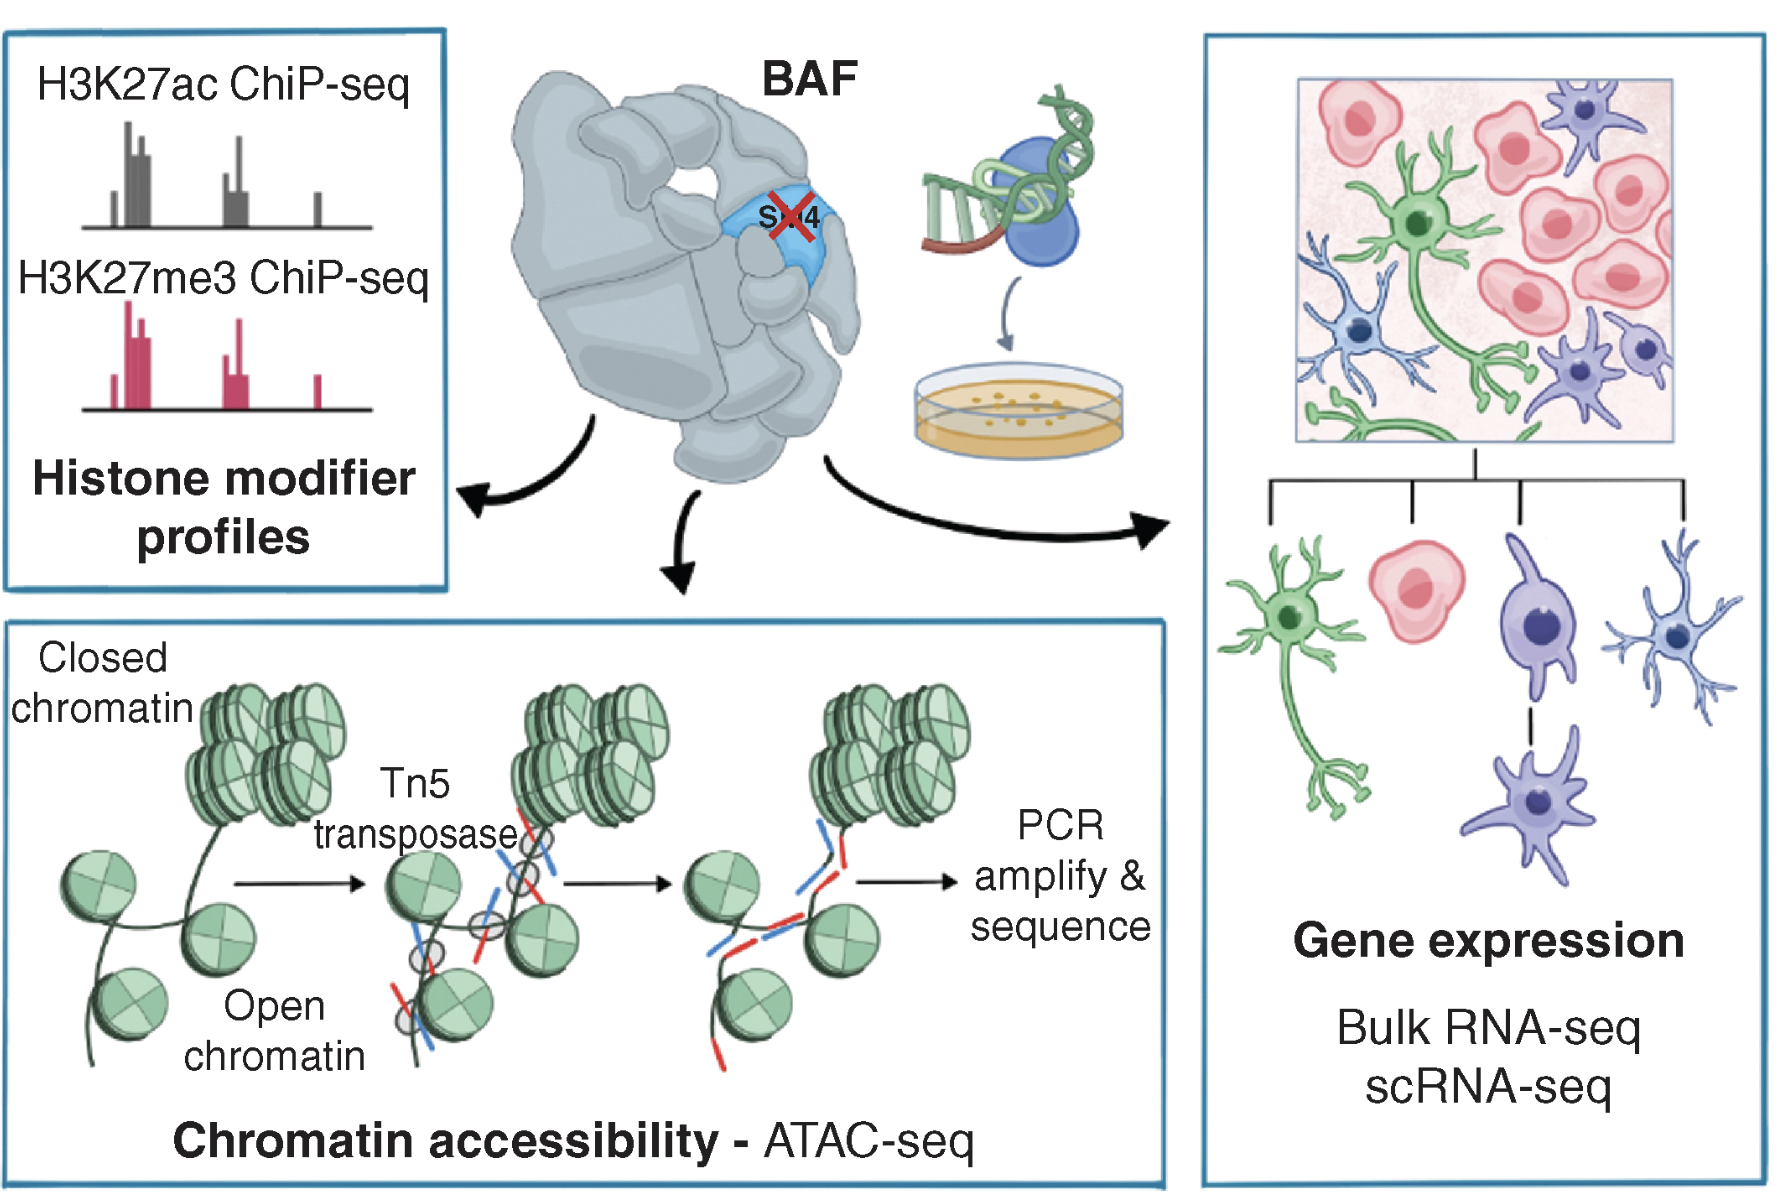 H3K27ac ChiP-seq
H3K27me3 ChiP-seq
Histone modifier
profiles
BAF
Closed
chromatin
Tn5
transposase
Open
chromatin
PCR
amplify &
sequence
Chromatin accessibility - ATAC-seq
Gene expression
Bulk RNA-seq
scRNA-seq